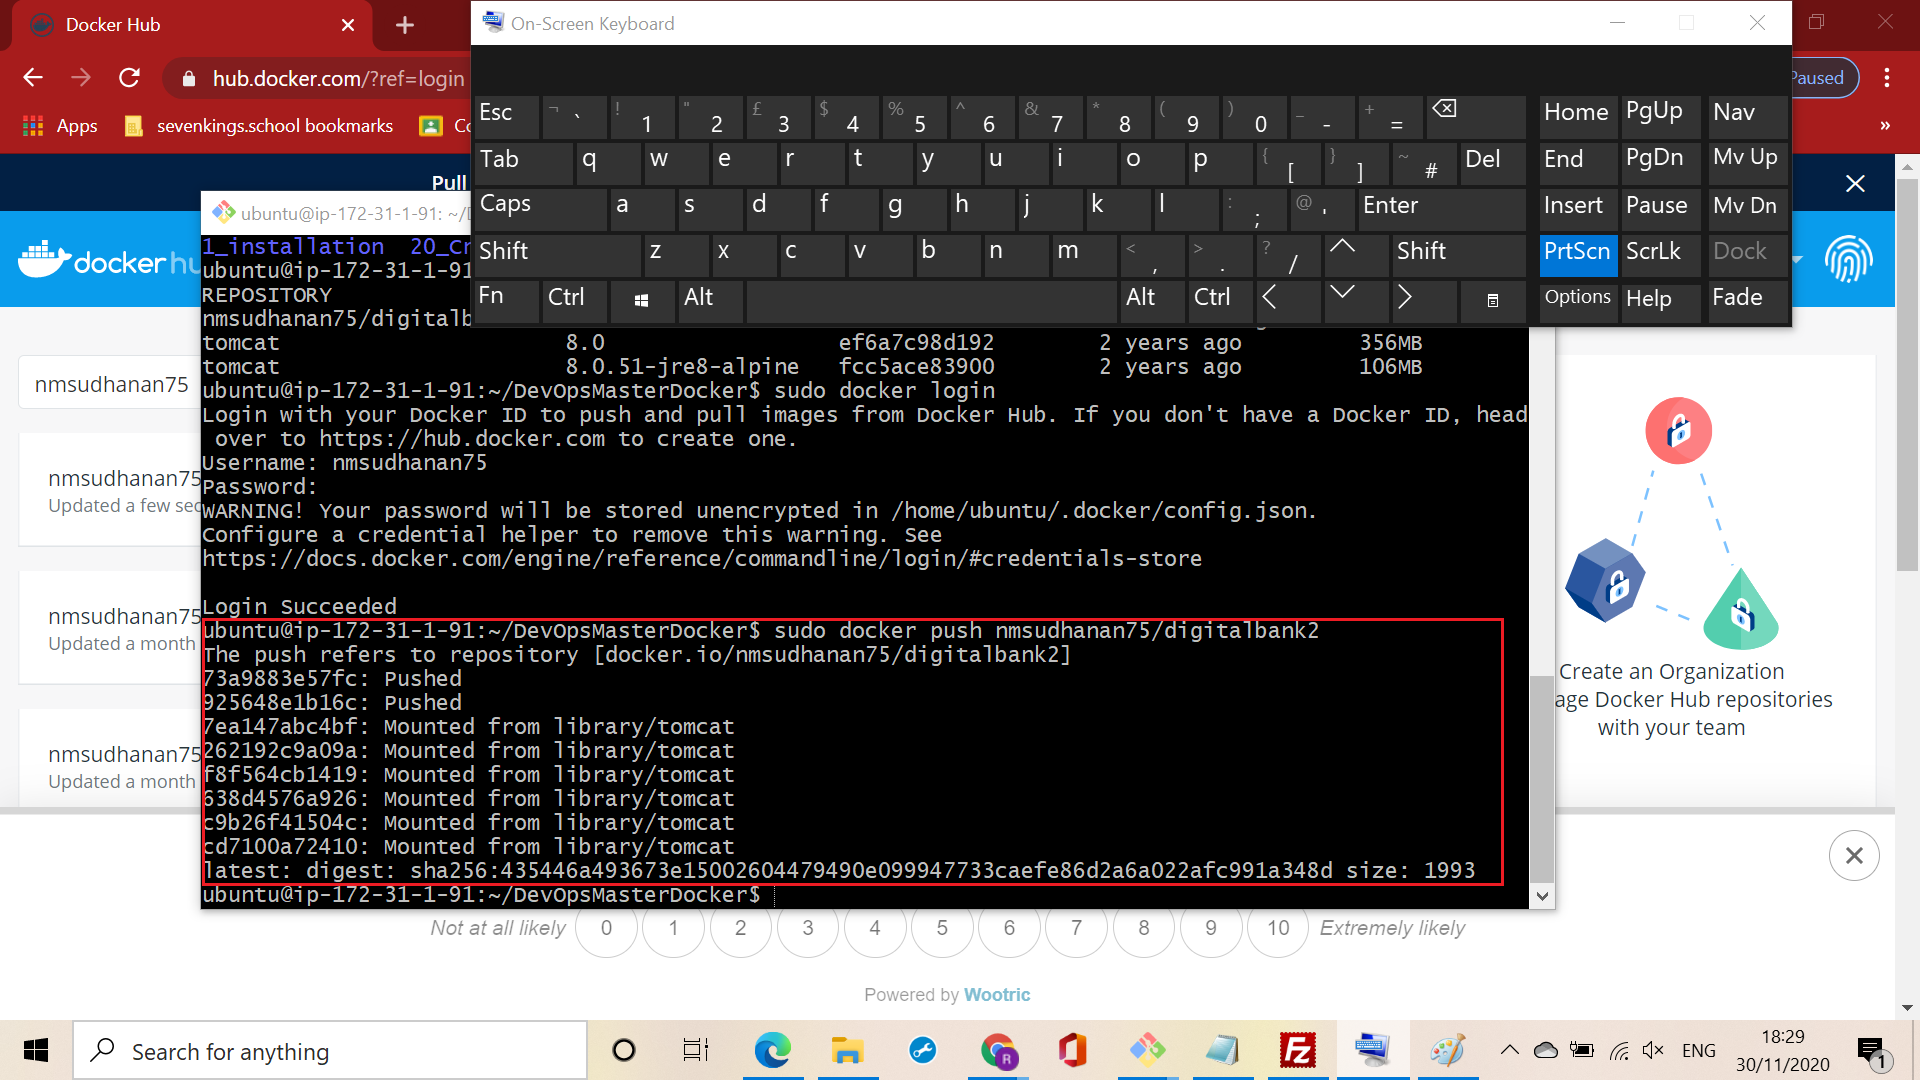 Docker Hub
On-Screen Keyboard
hub.docker.com/?ref=login
Paused
Apps
sevenkings.school bookmarks
»
Esc ¬ ` ! 1 " 2 £ 3 $ 4 % 5 ^ 6 & 7 * 8 ( 9 ) 0 _ - + = Home PgUp Nav
Tab q w e r t y u i o p { [ } ] ~ # Del End PgDn Mv Up
Caps a s d f g h j k l : ; @ ' Enter Insert Pause Mv Dn
Shift z x c v b n m < , > . ? / Shift PrtScn ScrLk Dock
Fn Ctrl Alt Alt Ctrl Options Help Fade
Pull
docker hu
ubuntu@ip-172-31-1-91: ~/D
1_installation 20_Cr
ubuntu@ip-172-31-1-91
REPOSITORY
nmsudhanan75/digitalb
tomcat 8.0 ef6a7c98d192 2 years ago 356MB
tomcat 8.0.51-jre8-alpine fcc5ace83900 2 years ago 106MB
ubuntu@ip-172-31-1-91:~/DevOpsMasterDocker$ sudo docker login
Login with your Docker ID to push and pull images from Docker Hub. If you don't have a Docker ID, head
over to https://hub.docker.com to create one.
Username: nmsudhanan75
Password:
WARNING! Your password will be stored unencrypted in /home/ubuntu/.docker/config.json.
Configure a credential helper to remove this warning. See
https://docs.docker.com/engine/reference/commandline/login/#credentials-store
Login Succeeded
ubuntu@ip-172-31-1-91:~/DevOpsMasterDocker$ sudo docker push nmsudhanan75/digitalbank2
The push refers to repository [docker.io/nmsudhanan75/digitalbank2]
73a9883e57fc: Pushed
925648e1b16c: Pushed
7ea147abc4bf: Mounted from library/tomcat
262192c9a09a: Mounted from library/tomcat
f8f564cb1419: Mounted from library/tomcat
638d4576a926: Mounted from library/tomcat
c9b26f41504c: Mounted from library/tomcat
cd7100a72410: Mounted from library/tomcat
latest: digest: sha256:435446a493673e15002604479490e099947733caefe86d2a6a022afc991a348d size: 1993
ubuntu@ip-172-31-1-91:~/DevOpsMasterDocker$
nmsudhanan75
nmsudhanan75
Updated a few sec
nmsudhanan75
Updated a month
nmsudhanan75
Updated a month
Create an Organization
age Docker Hub repositories
with your team
Not at all likely 0 1 2 3 4 5 6 7 8 9 10 Extremely likely
Powered by Wootric
Search for anything
ENG
18:29
30/11/2020
1